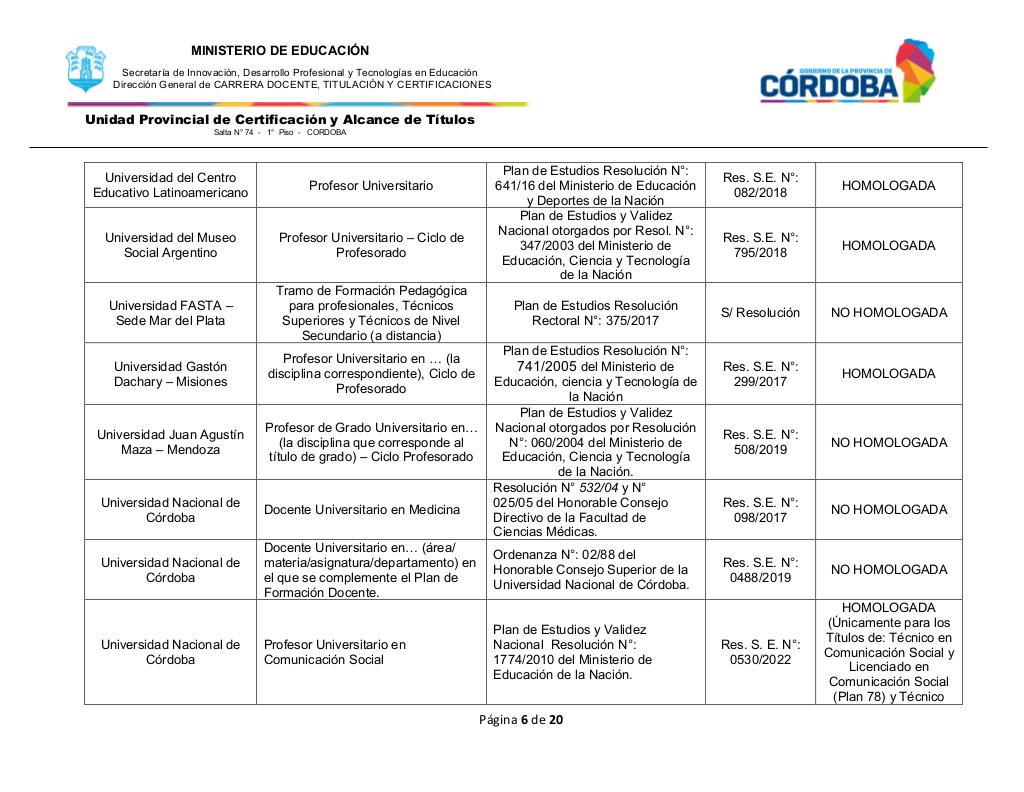 MINISTERIO DE EDUCACIÓN
Secretaría de Innovación, Desarrollo Profesional y Tecnologías en Educación
Dirección General de CARRERA DOCENTE, TITULACIÓN Y CERTIFICACIONES
GOBIERNO DE LA PROVINCIA DE
CÓRDOBA
Unidad Provincial de Certificación y Alcance de Títulos
Salta N° 74 - 1° Piso - CORDOBA
Universidad del Centro
Educativo Latinoamericano
Profesor Universitario
Plan de Estudios Resolución N°:
641/16 del Ministerio de Educación
y Deportes de la Nación
Res. S.E. N°:
082/2018
HOMOLOGADA
Universidad del Museo
Social Argentino
Profesor Universitario – Ciclo de
Profesorado
Plan de Estudios y Validez
Nacional otorgados por Resol. N°:
347/2003 del Ministerio de
Educación, Ciencia y Tecnología
de la Nación
Res. S.E. N°:
795/2018
HOMOLOGADA
Universidad FASTA –
Sede Mar del Plata
Tramo de Formación Pedagógica
para profesionales, Técnicos
Superiores y Técnicos de Nivel
Secundario (a distancia)
Plan de Estudios Resolución
Rectoral N°: 375/2017
S/ Resolución
NO HOMOLOGADA
Universidad Gastón
Dachary – Misiones
Profesor Universitario en … (la
disciplina correspondiente), Ciclo de
Profesorado
Plan de Estudios Resolución N°:
741/2005 del Ministerio de
Educación, ciencia y Tecnología de
la Nación
Res. S.E. N°:
299/2017
HOMOLOGADA
Universidad Juan Agustín
Maza – Mendoza
Profesor de Grado Universitario en…
(la disciplina que corresponde al
título de grado) – Ciclo Profesorado
Plan de Estudios y Validez
Nacional otorgados por Resolución
N°: 060/2004 del Ministerio de
Educación, Ciencia y Tecnología
de la Nación.
Res. S.E. N°:
508/2019
NO HOMOLOGADA
Universidad Nacional de
Córdoba
Docente Universitario en Medicina
Resolución N° 532/04 y N°
025/05 del Honorable Consejo
Directivo de la Facultad de
Ciencias Médicas.
Res. S.E. N°:
098/2017
NO HOMOLOGADA
Universidad Nacional de
Córdoba
Docente Universitario en… (área/
materia/asignatura/departamento) en
el que se complemente el Plan de
Formación Docente.
Ordenanza N°: 02/88 del
Honorable Consejo Superior de la
Universidad Nacional de Córdoba.
Res. S.E. N°:
0488/2019
NO HOMOLOGADA
Universidad Nacional de
Córdoba
Profesor Universitario en
Comunicación Social
Plan de Estudios y Validez
Nacional Resolución N°:
1774/2010 del Ministerio de
Educación de la Nación.
Res. S. E. N°:
0530/2022
HOMOLOGADA
(Únicamente para los
Títulos de: Técnico en
Comunicación Social y
Licenciado en
Comunicación Social
(Plan 78) y Técnico
Página 6 de 20